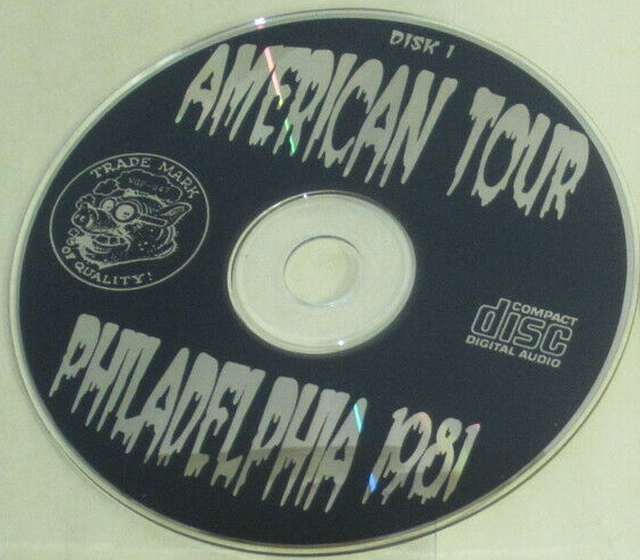 DISK 1
AMERICAN TOUR
TRADE MARK
OF QUALITY!
COMPACT
disc
DIGITAL AUDIO
PHILADELPHIA 1981